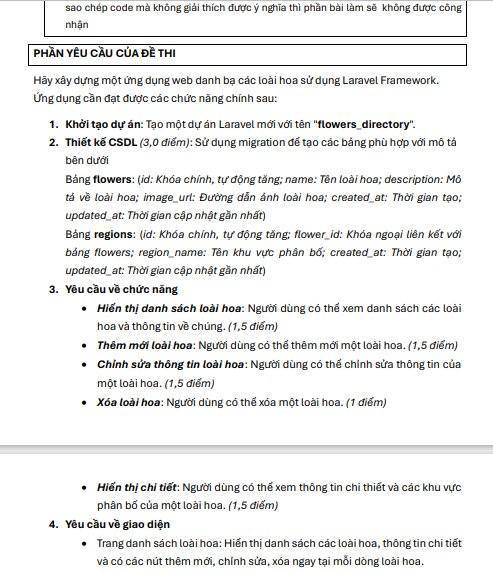 sao chép code mà không giải thích được ý nghĩa thì phần bài làm sẽ không được công
nhận
PHẦN YÊU CẦU CỦA ĐỀ THI
Hãy xây dựng một ứng dụng web danh bạ các loài hoa sử dụng Laravel Framework.
Ứng dụng cần đạt được các chức năng chính sau:
1. Khởi tạo dự án: Tạo một dự án Laravel mới với tên "flowers_directory".
2. Thiết kế CSDL (3,0 điểm): Sử dụng migration để tạo các bảng phù hợp với mô tả
bên dưới
Bảng flowers: (id: Khóa chính, tự động tăng; name: Tên loài hoa; description: Mô
tả về loài hoa; image_url: Đường dẫn ảnh loài hoa; created_at: Thời gian tạo;
updated_at: Thời gian cập nhật gần nhất)
Bảng regions: (id: Khóa chính, tự động tăng; flower_id: Khóa ngoại liên kết với
bảng flowers; region_name: Tên khu vực phân bố; created_at: Thời gian tạo;
updated_at: Thời gian cập nhật gần nhất)
3. Yêu cầu về chức năng
• Hiển thị danh sách loài hoa: Người dùng có thể xem danh sách các loài
hoa và thông tin về chúng. (1,5 điểm)
• Thêm mới loài hoa: Người dùng có thể thêm mới một loài hoa. (1,5 điểm)
• Chỉnh sửa thông tin loài hoa: Người dùng có thể chỉnh sửa thông tin của
một loài hoa. (1,5 điểm)
• Xóa loài hoa: Người dùng có thể xóa một loài hoa. (1 điểm)
• Hiển thị chi tiết: Người dùng có thể xem thông tin chi tiết và các khu vực
phân bố của một loài hoa. (1,5 điểm)
4. Yêu cầu về giao diện
• Trang danh sách loài hoa: Hiển thị danh sách các loài hoa, thông tin chi tiết
và có các nút thêm mới, chỉnh sửa, xóa ngay tại mỗi dòng loài hoa.